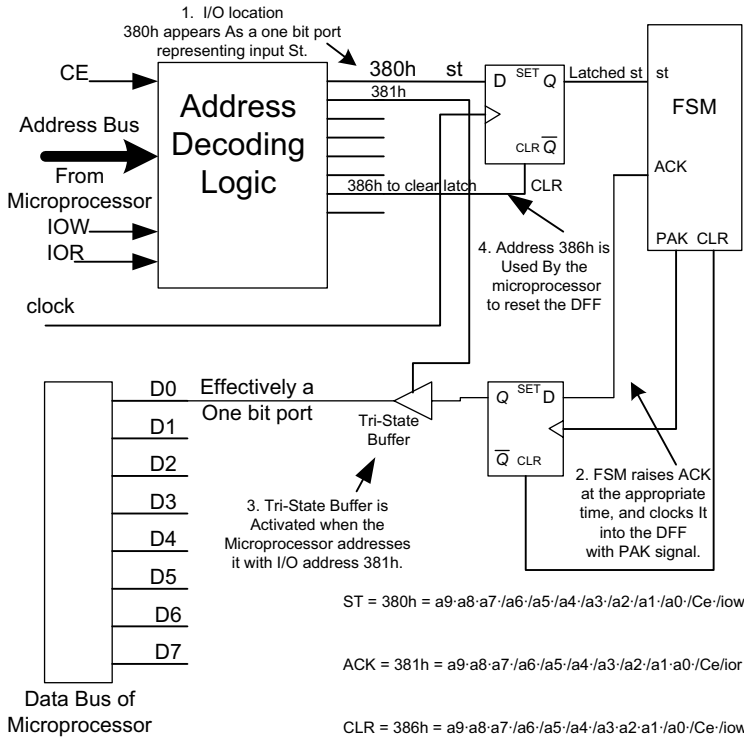 1. I/O location
380h appears As a one bit port
representing input St.
CE
Address Bus
From
Microprocessor
IOW
IOR
clock
Address
Decoding
Logic
380h st
381h
386h to clear latch
D SET Q
CLR Q
CLR
Latched st
st
FSM
ACK
PAK CLR
4. Address 386h is
Used By the
microprocessor
to reset the DFF
D0
D1
D2
D3
D4
D5
D6
D7
Data Bus of
Microprocessor
Effectively a
One bit port
Tri-State
Buffer
Q SET D
Q CLR
3. Tri-State Buffer is
Activated when the
Microprocessor addresses
it with I/O address 381h.
2. FSM raises ACK
at the appropriate
time, and clocks It
into the DFF
with PAK signal.
ST = 380h = a9·a8·a7·/a6·/a5·/a4·/a3·/a2·/a1·/a0·/Ce·/iow
ACK = 381h = a9·a8·a7·/a6·/a5·/a4·/a3·/a2·/a1·a0·/Ce/ior
CLR = 386h = a9·a8·a7·/a6·/a5·/a4·/a3·a2·a1·/a0·/Ce·/iow